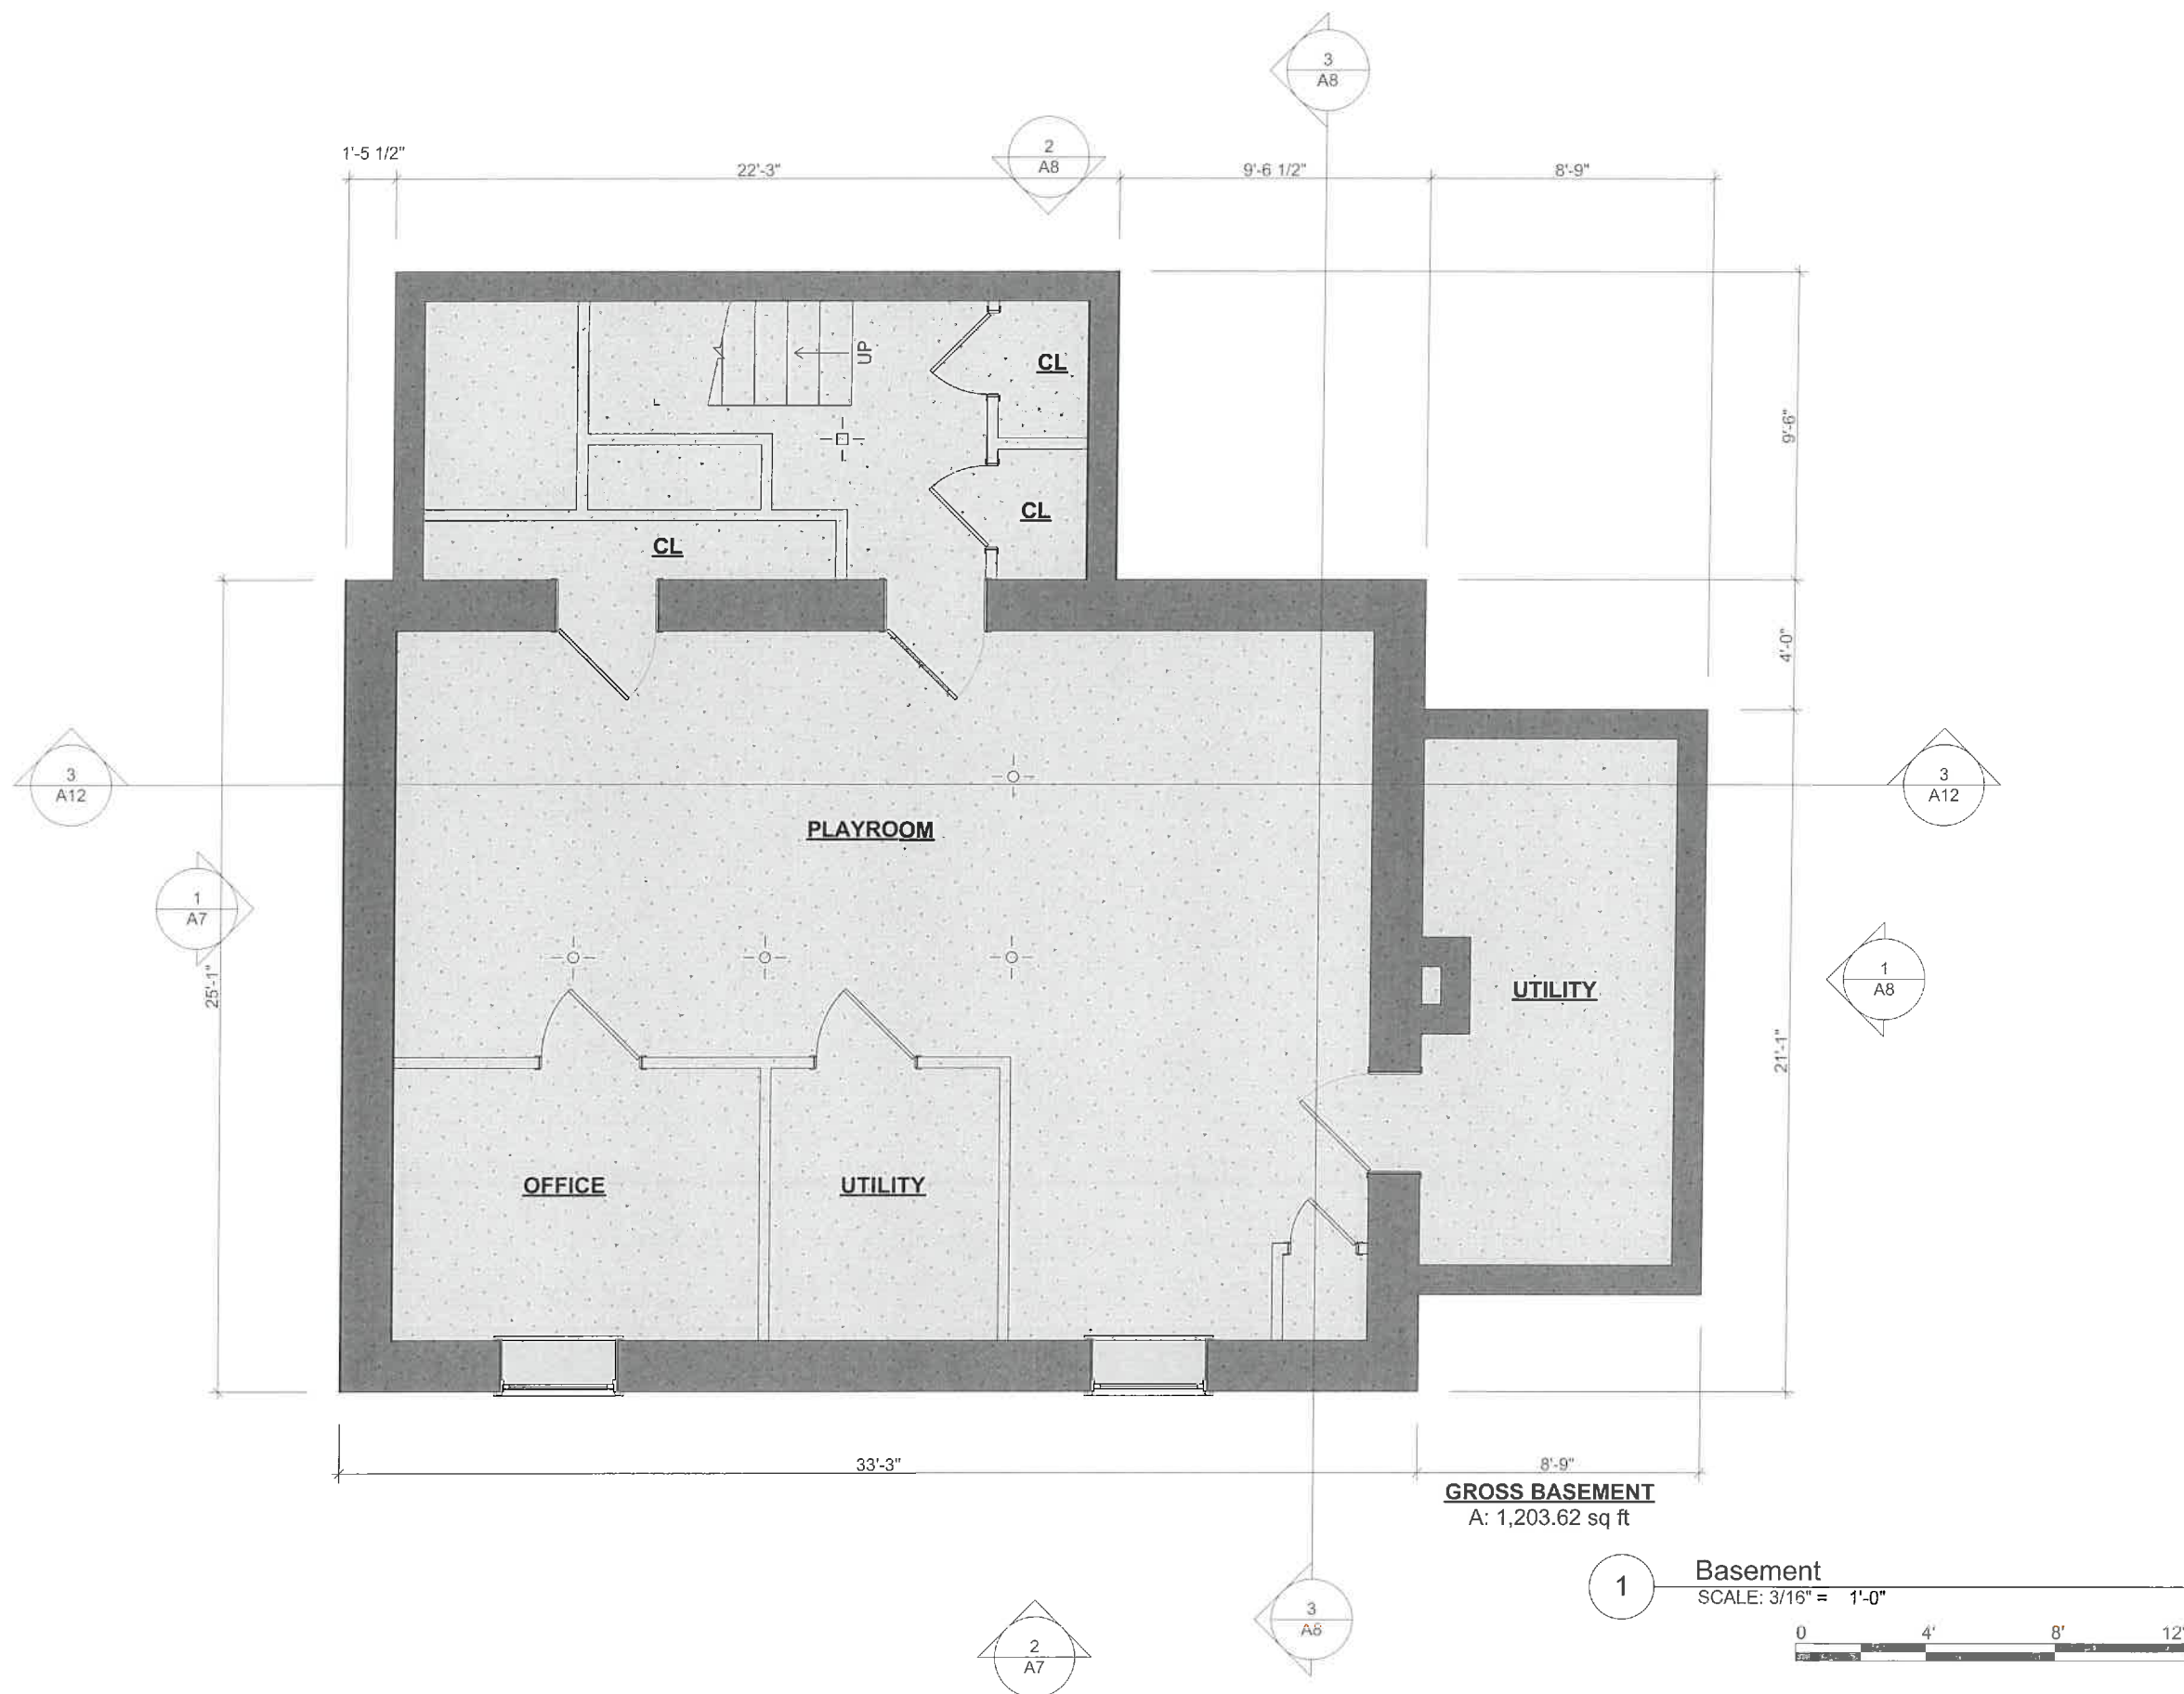 3
A8
2
A8
1'-5 1/2"
22'-3"
9'-6 1/2"
8'-9"
UP
CL
9'-6"
CL
CL
4'-0"
3
A12
3
A12
PLAYROOM
1
A7
25'-1"
UTILITY
1
A8
21'-1"
OFFICE
UTILITY
33'-3"
8'-9"
GROSS BASEMENT
A: 1,203.62 sq ft
1
Basement
SCALE: 3/16" = 1'-0"
3
A8
2
A7
0 4' 8' 12'